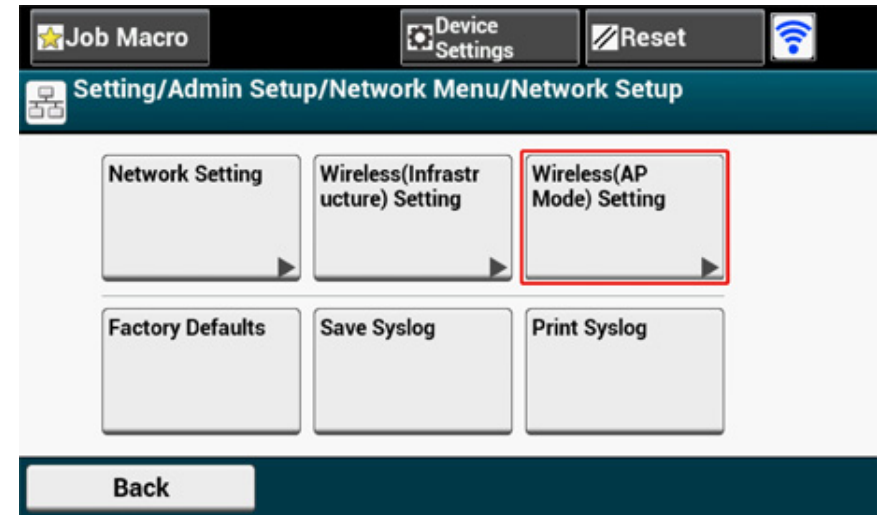 Job Macro
Device
Settings
Reset
Setting/Admin Setup/Network Menu/Network Setup
Network Setting
Wireless(Infrastr
ucture) Setting
Wireless(AP
Mode) Setting
Factory Defaults
Save Syslog
Print Syslog
Back